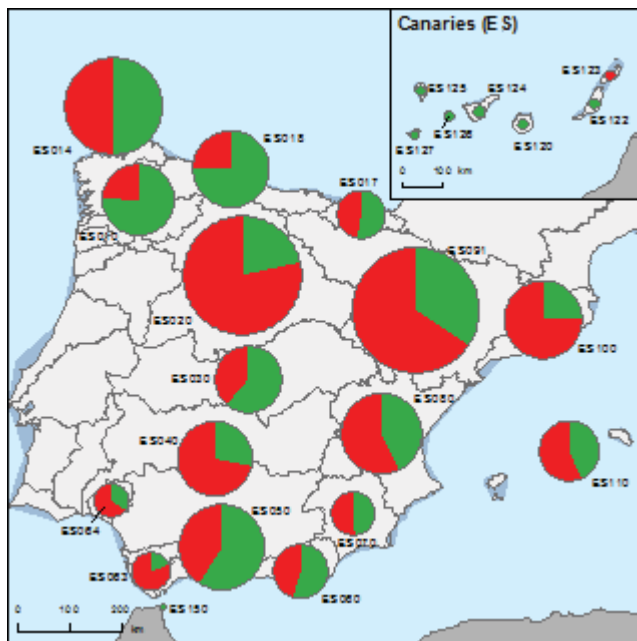 Canaries (ES)
ES125
ES124
ES123
ES126
ES122
ES127
ES120
0 100 km
ES014
ES018
ES017
ES010
ES091
ES020
ES100
ES030
ES080
ES040
ES110
ES064
ES050
ES070
ES063
ES060
ES150
0 100 200
km